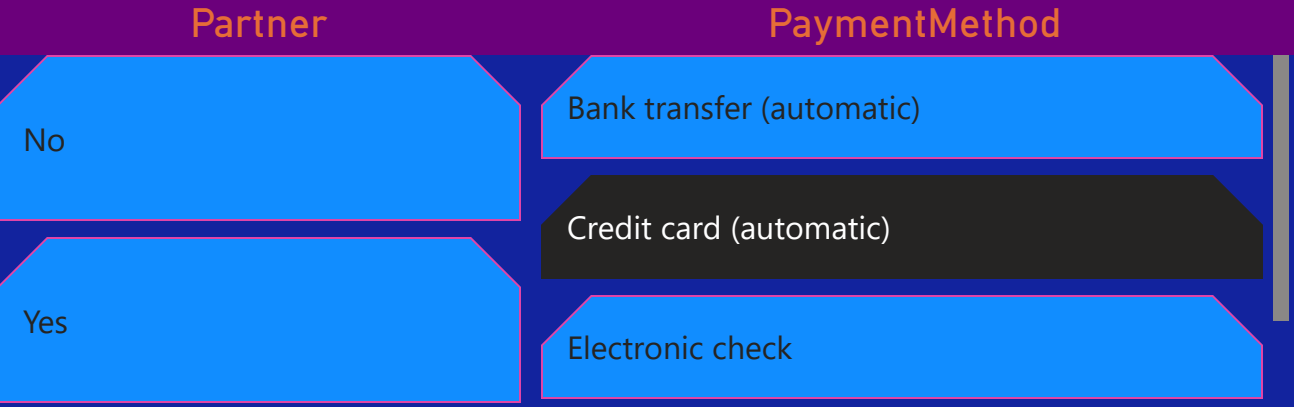 Partner
PaymentMethod
No
Yes
Bank transfer (automatic)
Credit card (automatic)
Electronic check